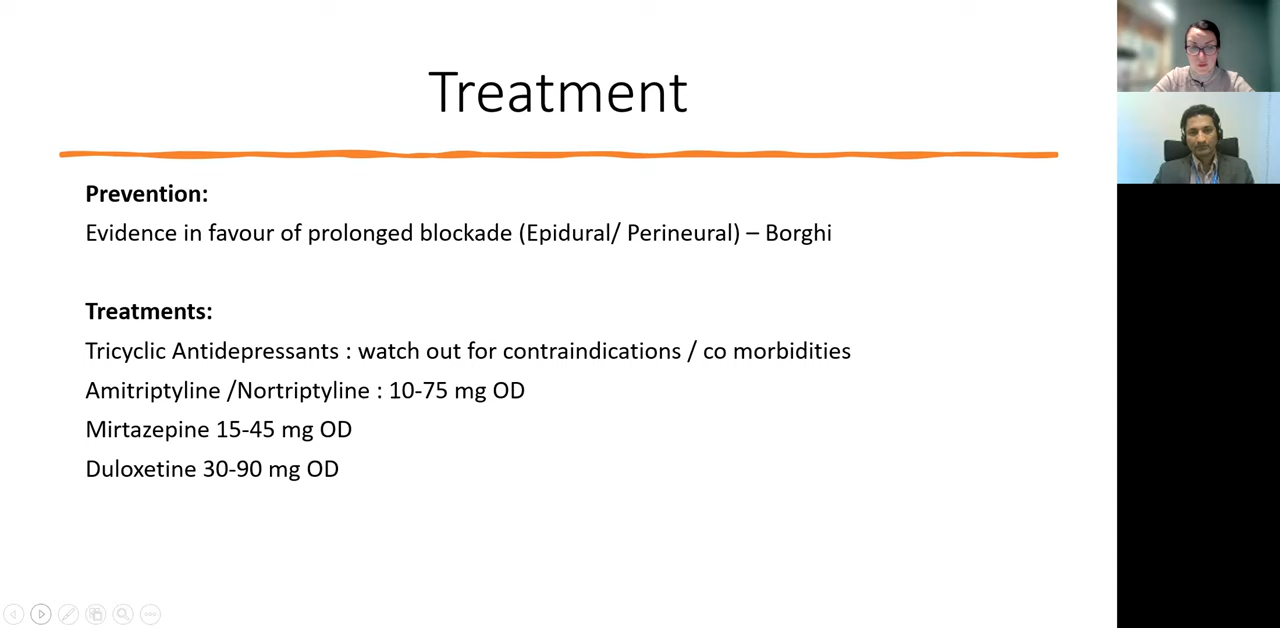 Treatment
Prevention:
Evidence in favour of prolonged blockade (Epidural/ Perineural) – Borghi
Treatments:
Tricyclic Antidepressants : watch out for contraindications / co morbidities
Amitriptyline /Nortriptyline : 10-75 mg OD
Mirtazepine 15-45 mg OD
Duloxetine 30-90 mg OD